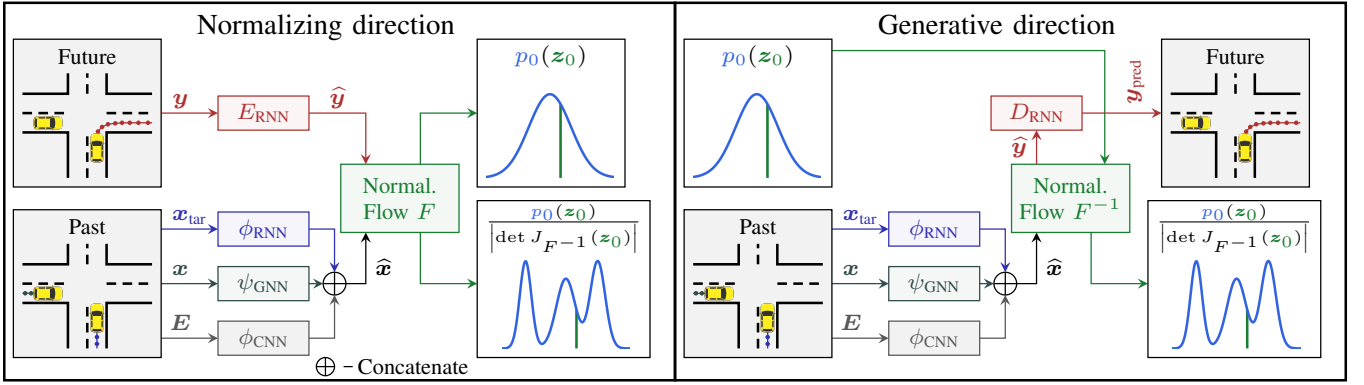 Normalizing direction
Future
y
E_RNN
ŷ
p_0(z_0)
Normal.
Flow F
Past
x_tar
ϕ_RNN
x
ψ_GNN
E
ϕ_CNN
x̂
p_0(z_0)
|det J_{F^{-1}}(z_0)|
⊕ - Concatenate
Generative direction
p_0(z_0)
D_RNN
y_pred
Future
ŷ
Normal.
Flow F^{-1}
Past
x_tar
ϕ_RNN
x
ψ_GNN
E
ϕ_CNN
x̂
p_0(z_0)
|det J_{F^{-1}}(z_0)|